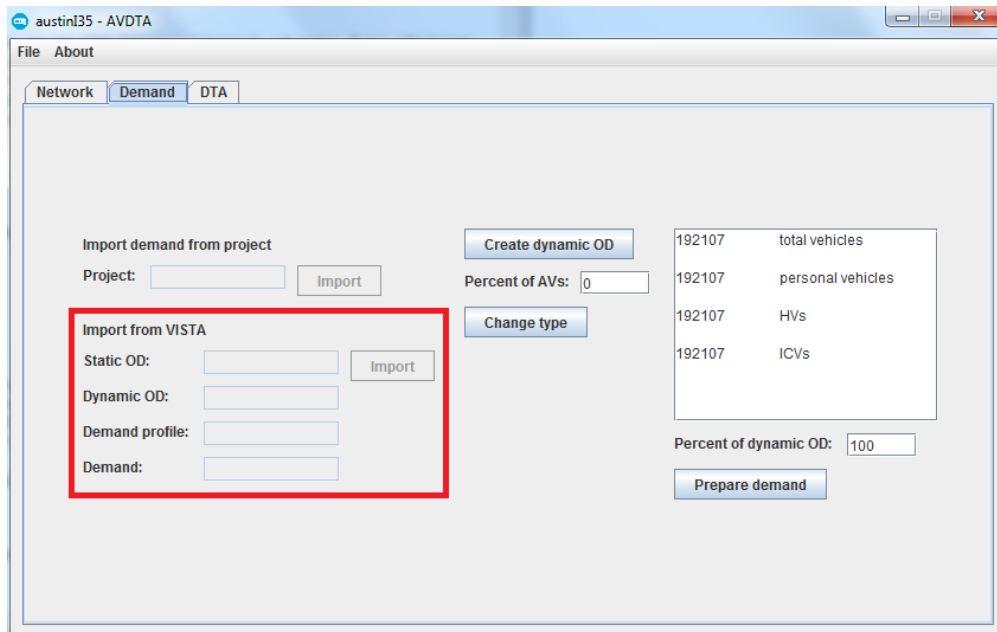 austinI35 - AVDTA
File About
Network Demand DTA
Import demand from project
Project: Import
Import from VISTA
Static OD: Import
Dynamic OD:
Demand profile:
Demand:
Create dynamic OD
Percent of AVs: 0
Change type
192107 total vehicles
192107 personal vehicles
192107 HVs
192107 ICVs
Percent of dynamic OD: 100
Prepare demand